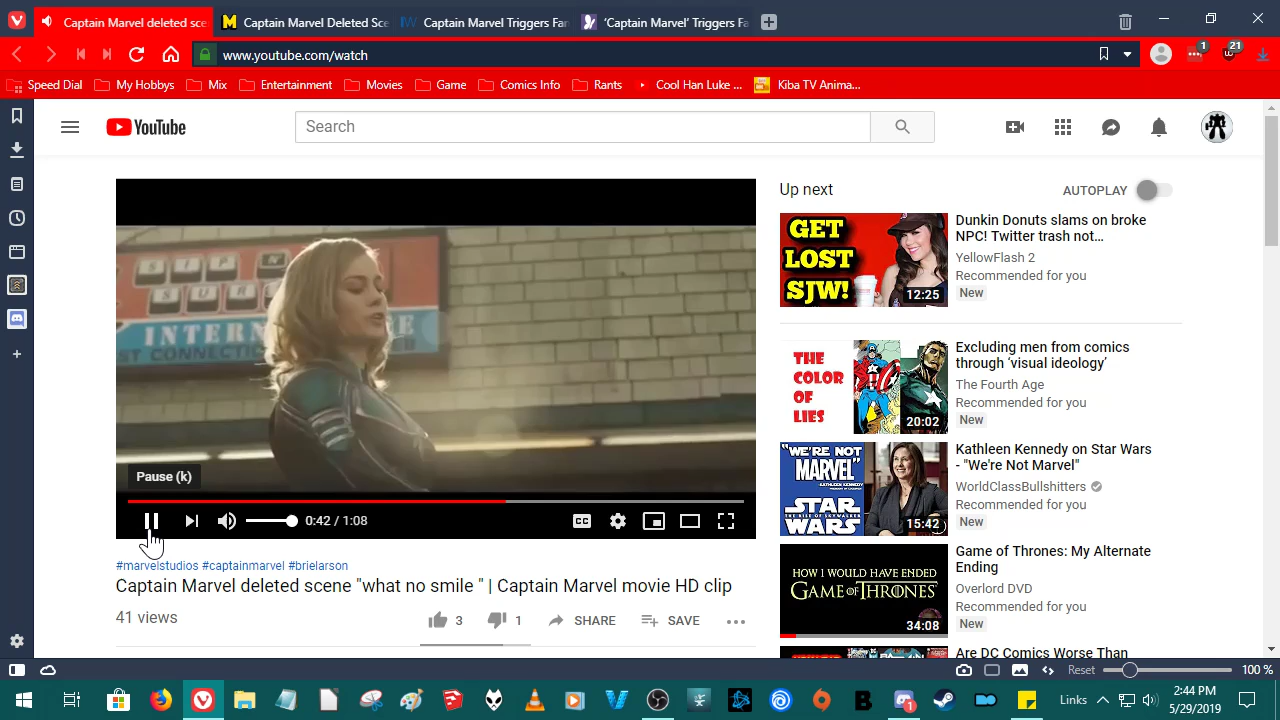 Captain Marvel deleted sce
Captain Marvel Deleted Sce
Captain Marvel Triggers Fan
'Captain Marvel' Triggers Fa
www.youtube.com/watch
1
21
Speed Dial
My Hobbys
Mix
Entertainment
Movies
Game
Comics Info
Rants
Cool Han Luke ...
Kiba TV Anima...
YouTube
Search
Up next
AUTOPLAY
GET
LOST
SJW!
12:25
Dunkin Donuts slams on broke
NPC! Twitter trash not...
YellowFlash 2
Recommended for you
New
THE
COLOR
OF
LIES
20:02
Excluding men from comics
through 'visual ideology'
The Fourth Age
Recommended for you
New
"WE'RE NOT
MARVEL"
STAR
WARS
15:42
Kathleen Kennedy on Star Wars
- "We're Not Marvel"
WorldClassBullshitters
Recommended for you
New
HOW I WOULD HAVE ENDED
GAME OF THRONES
34:08
Game of Thrones: My Alternate
Ending
Overlord DVD
Recommended for you
New
Are DC Comics Worse Than
Pause (k)
0:42 / 1:08
CC
#marvelstudios #captainmarvel #brielarson
Captain Marvel deleted scene "what no smile " | Captain Marvel movie HD clip
41 views
3
1
SHARE
SAVE
Reset
100 %
Links
2:44 PM
5/29/2019